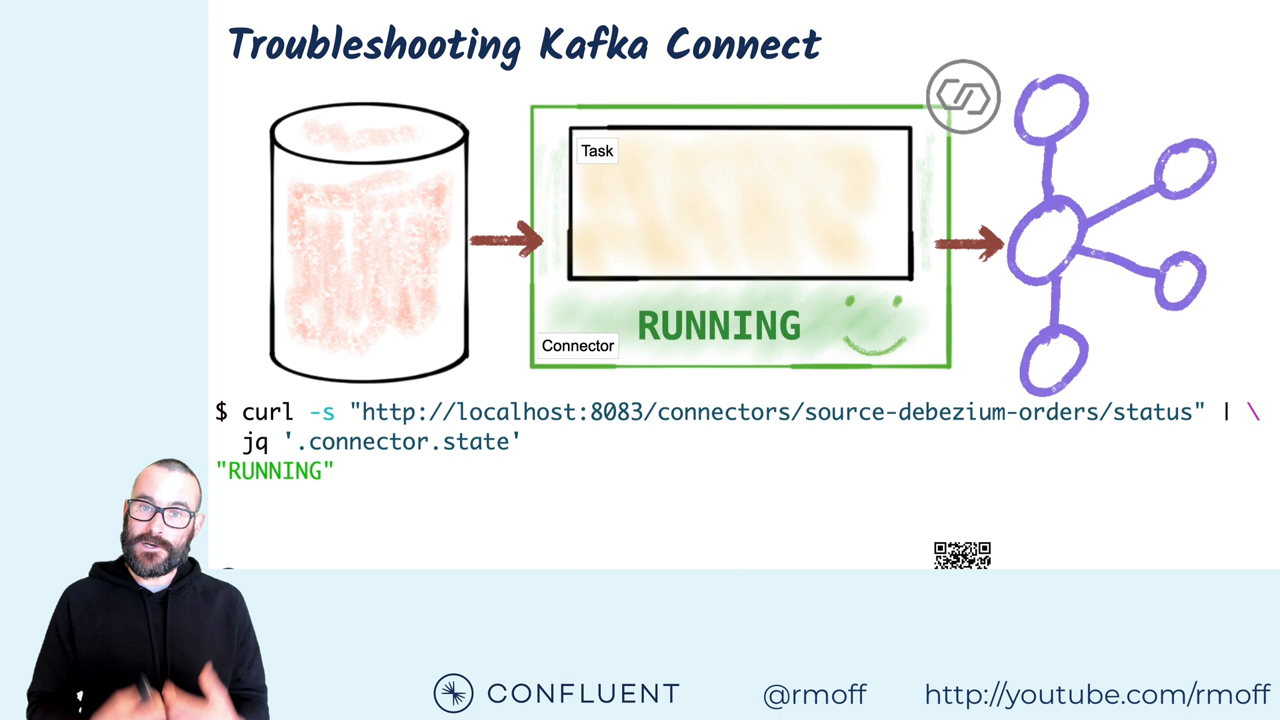 Troubleshooting Kafka Connect
Task
RUNNING
Connector
$ curl -s "http://localhost:8083/connectors/source-debezium-orders/status" | \
jq '.connector.state'
"RUNNING"
CONFLUENT
@rmoff
http://youtube.com/rmoff